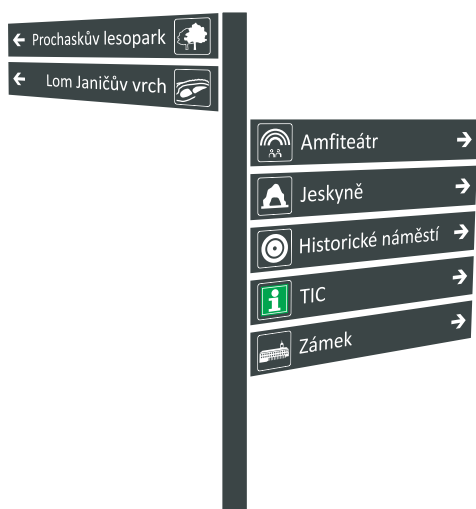 Prochaskův lesopark
Lom Janičův vrch
Amfiteátr
Jeskyně
Historické náměstí
TIC
Zámek